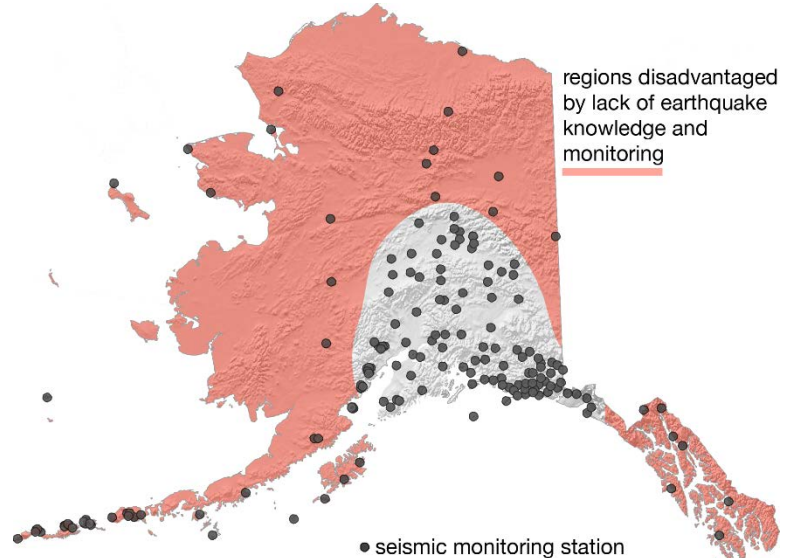 regions disadvantaged
by lack of earthquake
knowledge and
monitoring
seismic monitoring station